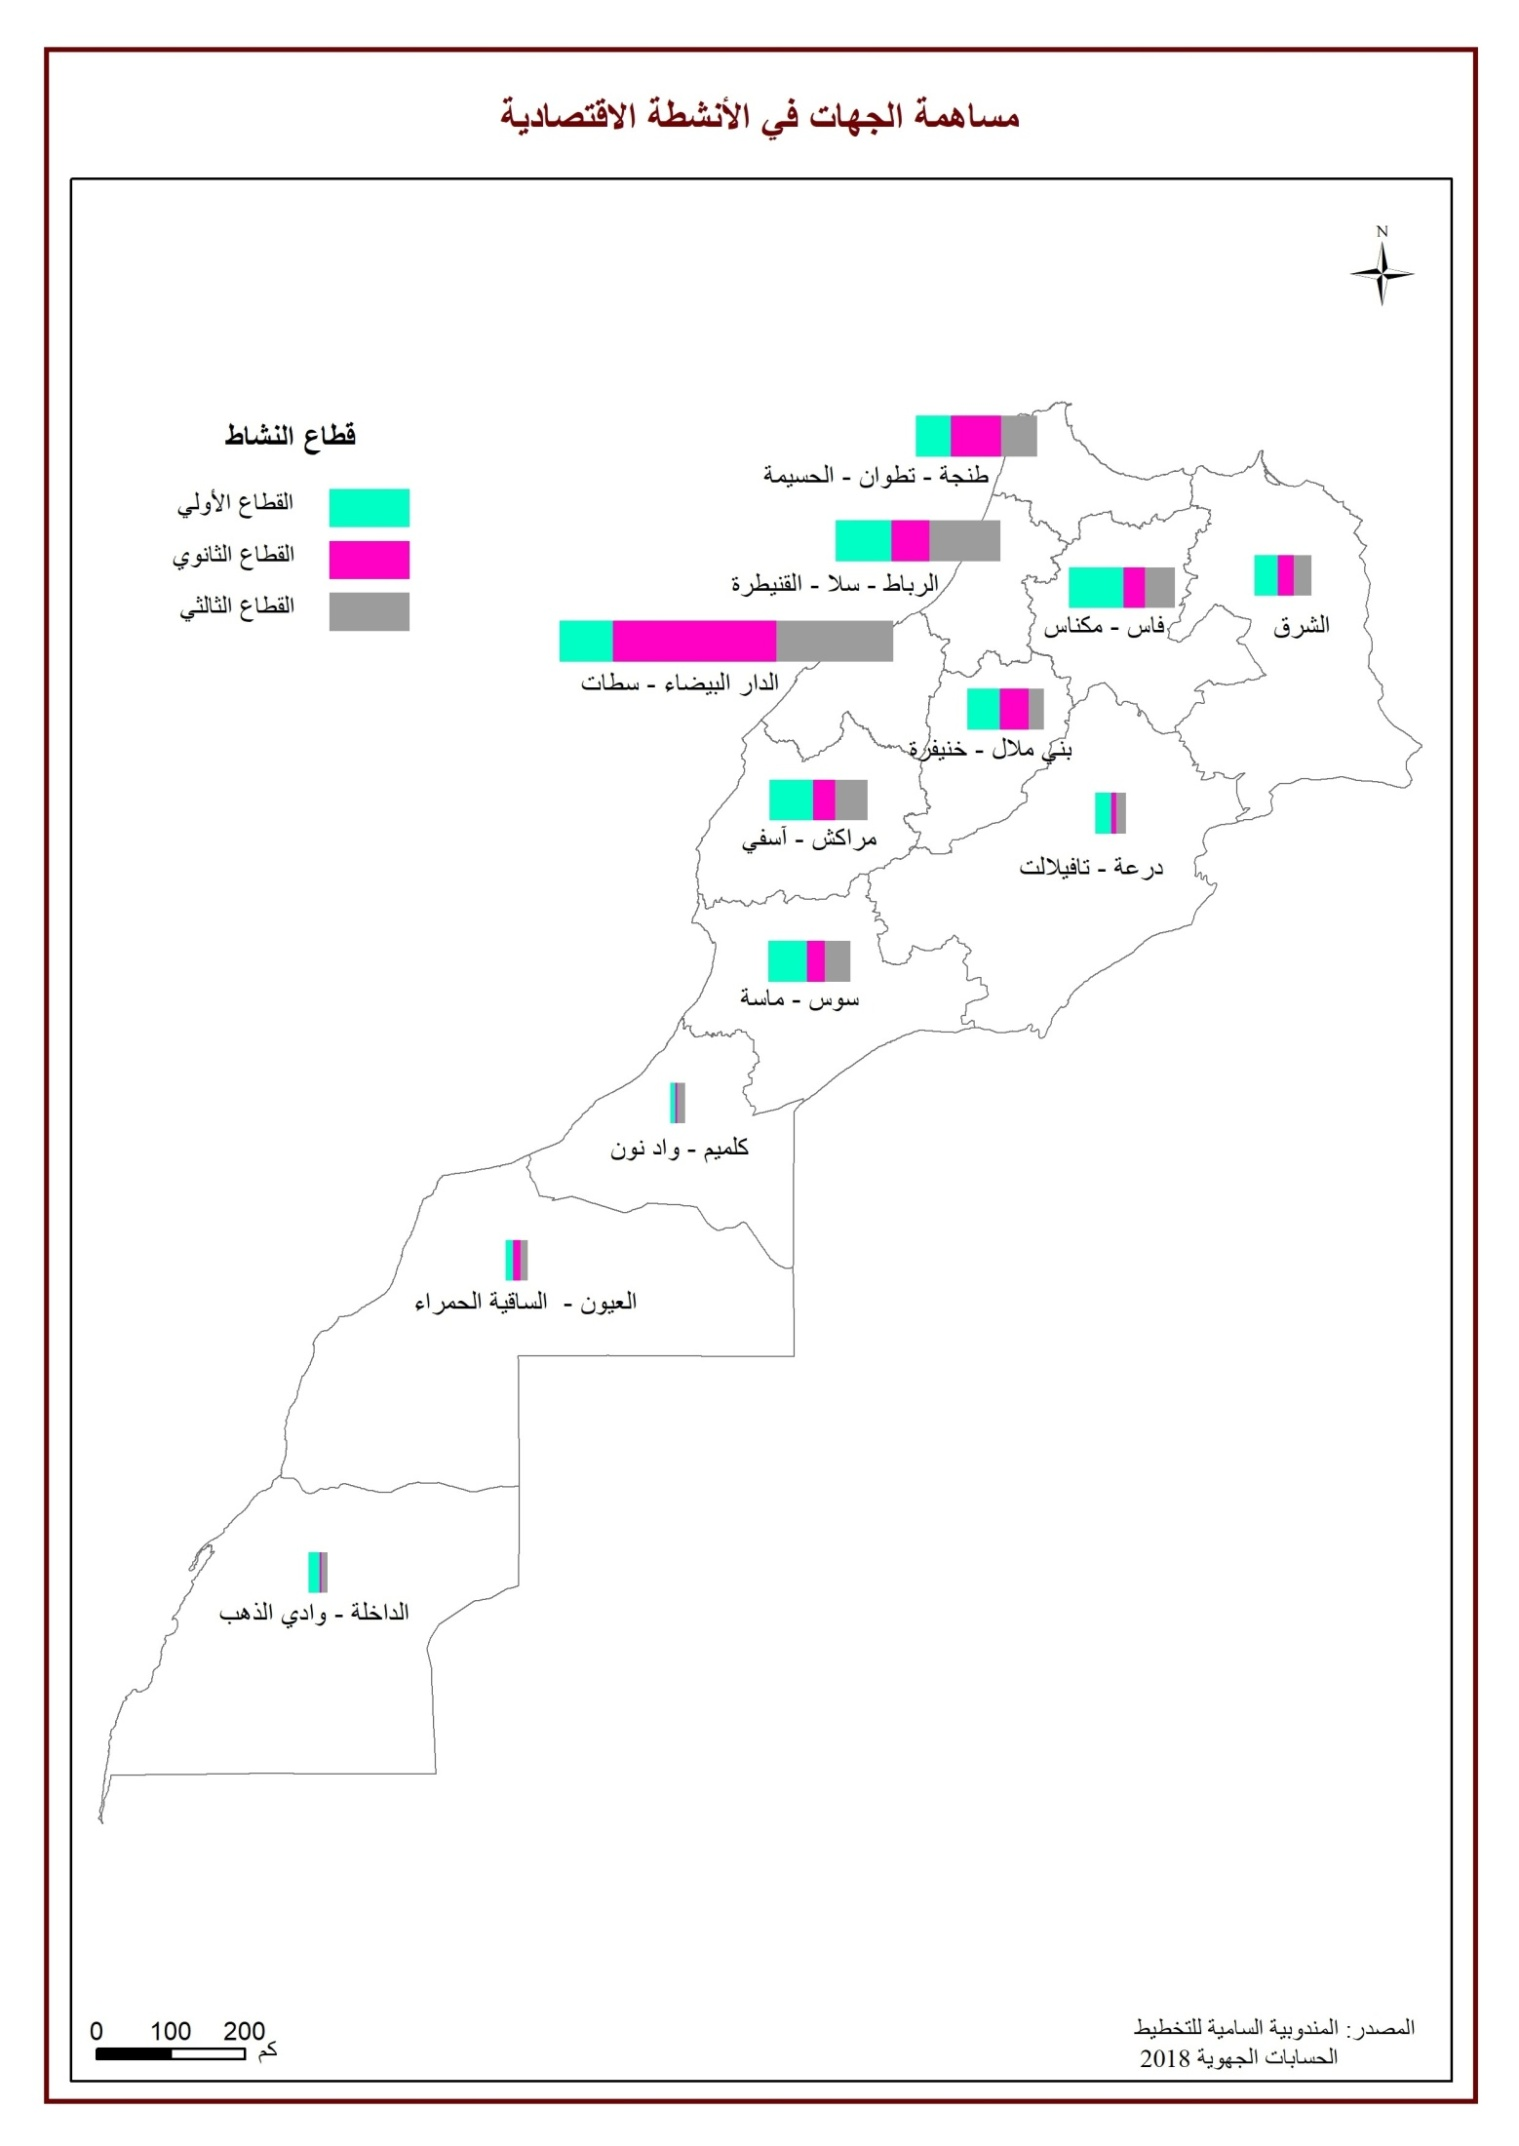 مساهمة الجهات في الأنشطة الاقتصادية
N
قطاع النشاط
القطاع الأولي
القطاع الثانوي
القطاع الثالثي
طنجة - تطوان - الحسيمة
الرباط - سلا - القنيطرة
الشرق
فاس - مكناس
الدار البيضاء - سطات
بني ملال - خنيفرة
مراكش - آسفي
درعة - تافيلالت
سوس - ماسة
كلميم - واد نون
العيون - الساقية الحمراء
الداخلة - وادي الذهب
0 100 200
كم
المصدر: المندوبية السامية للتخطيط
الحسابات الجهوية 2018